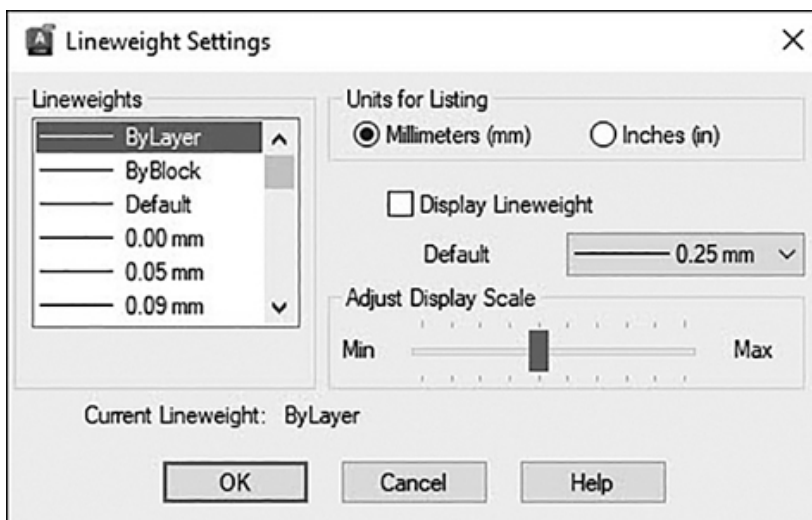 Lineweight Settings
Lineweights
ByLayer
ByBlock
Default
0.00 mm
0.05 mm
0.09 mm
Units for Listing
Millimeters (mm)
Inches (in)
Display Lineweight
Default
0.25 mm
Adjust Display Scale
Min
Max
Current Lineweight: ByLayer
OK
Cancel
Help